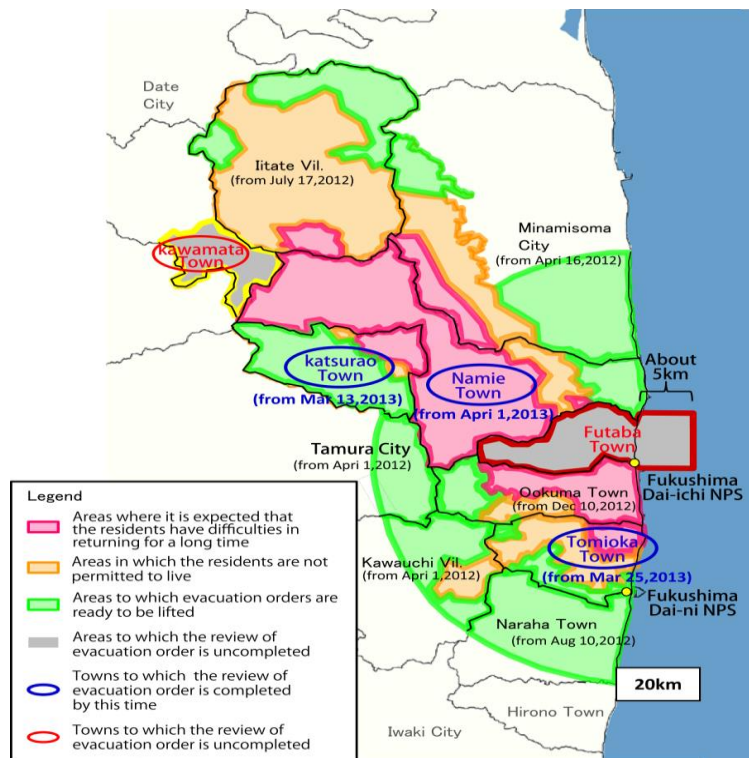 Date
City
Iitate Vil.
(from July 17,2012)
Minamisoma
City
(from Apri 16,2012)
kawamata
Town
About
5km
katsurao
Town
(from Mar 13,2013)
Namie
Town
(from Apri 1,2013)
Futaba
Town
Tamura City
(from Apri 1,2012)
Fukushima
Dai-ichi NPS
Ookuma Town
(from Dec 10,2012)
Tomioka
Town
(from Mar 25,2013)
Kawauchi Vil.
(from Apri 1,2012)
Fukushima
Dai-ni NPS
Naraha Town
(from Aug 10,2012)
20km
Hirono Town
Iwaki City
Legend
Areas where it is expected that
the residents have difficulties in
returning for a long time
Areas in which the residents are not
permitted to live
Areas to which evacuation orders are
ready to be lifted
Areas to which the review of
evacuation order is uncompleted
Towns to which the review of
evacuation order is completed
by this time
Towns to which the review of
evacuation order is uncompleted